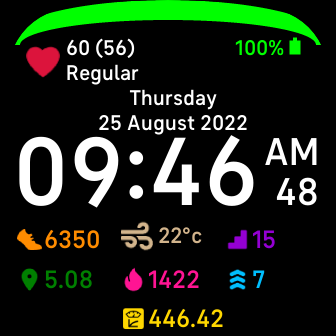 60 (56)
100%
Regular
Thursday
25 August 2022
09:46 AM
48
6350 22°c 15
5.08 1422 7
446.42